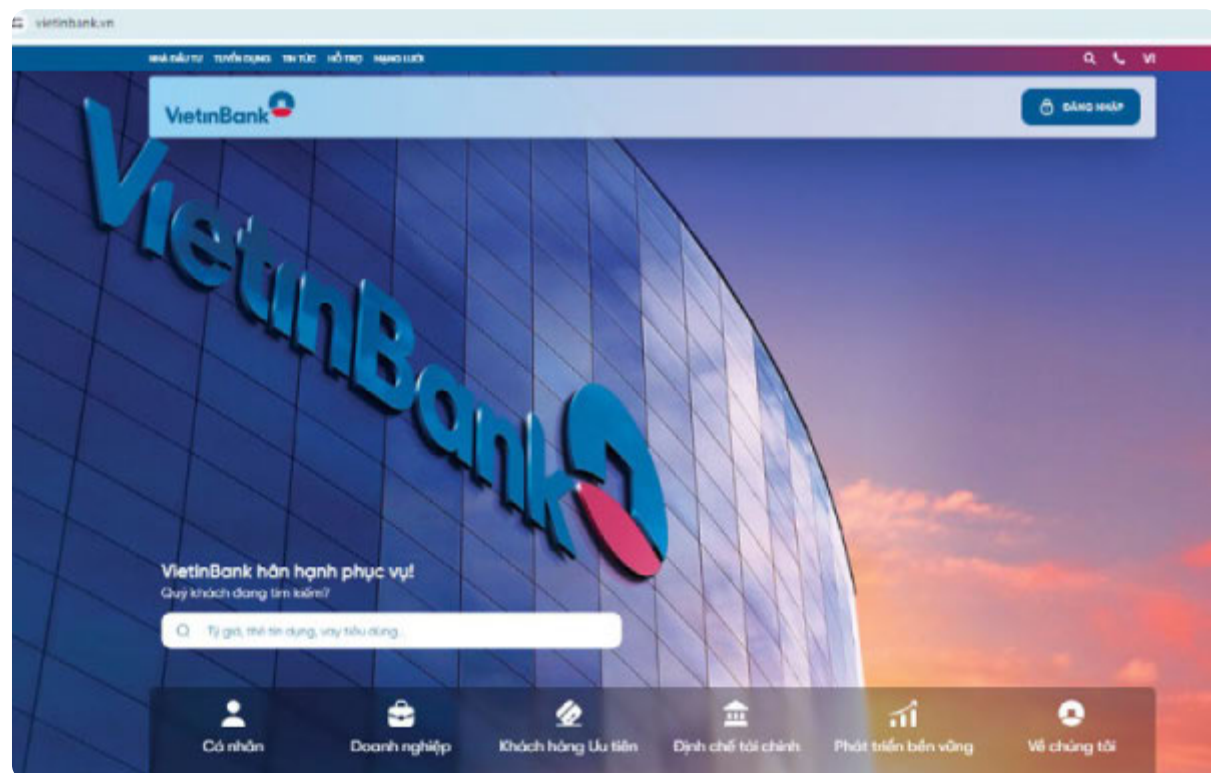 vietinbank.vn
NHÀ ĐẦU TƯ TUYỂN DỤNG TIN TỨC HỖ TRỢ MẠNG LƯỚI VI
VietinBank ĐĂNG NHẬP
VietinBank
VietinBank hân hạnh phục vụ!
Quý khách đang tìm kiếm?
Tỷ giá, thẻ tín dụng, vay tiêu dùng...
Cá nhân Doanh nghiệp Khách hàng Ưu tiên Định chế tài chính Phát triển bền vững Về chúng tôi